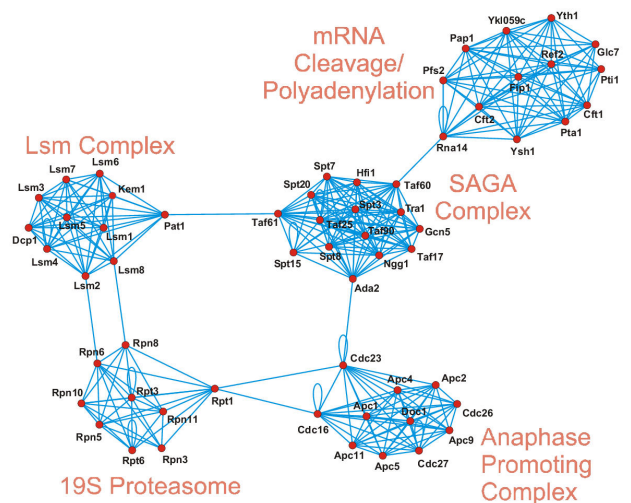 mRNA
Cleavage/
Polyadenylation
Ykl059c
Yth1
Pap1
Ref2
Glc7
Pfs2
Fip1
Pti1
Cft2
Cft1
Rna14
Pta1
Ysh1
Lsm Complex
Lsm7
Lsm6
Lsm3
Kem1
Lsm5
Lsm1
Pat1
Dcp1
Lsm4
Lsm8
Lsm2
SAGA
Complex
Spt7
Hfi1
Taf60
Spt20
Spt3
Tra1
Taf61
Taf25
Taf90
Gcn5
Spt15
Spt8
Ngg1
Taf17
Ada2
Rpn8
Rpn6
Rpn10
Rpt3
Rpt1
Rpn11
Rpn5
Rpt6
Rpn3
19S Proteasome
Cdc23
Apc4
Apc2
Apc1
Doc1
Cdc26
Cdc16
Apc9
Apc11
Apc5
Cdc27
Anaphase
Promoting
Complex